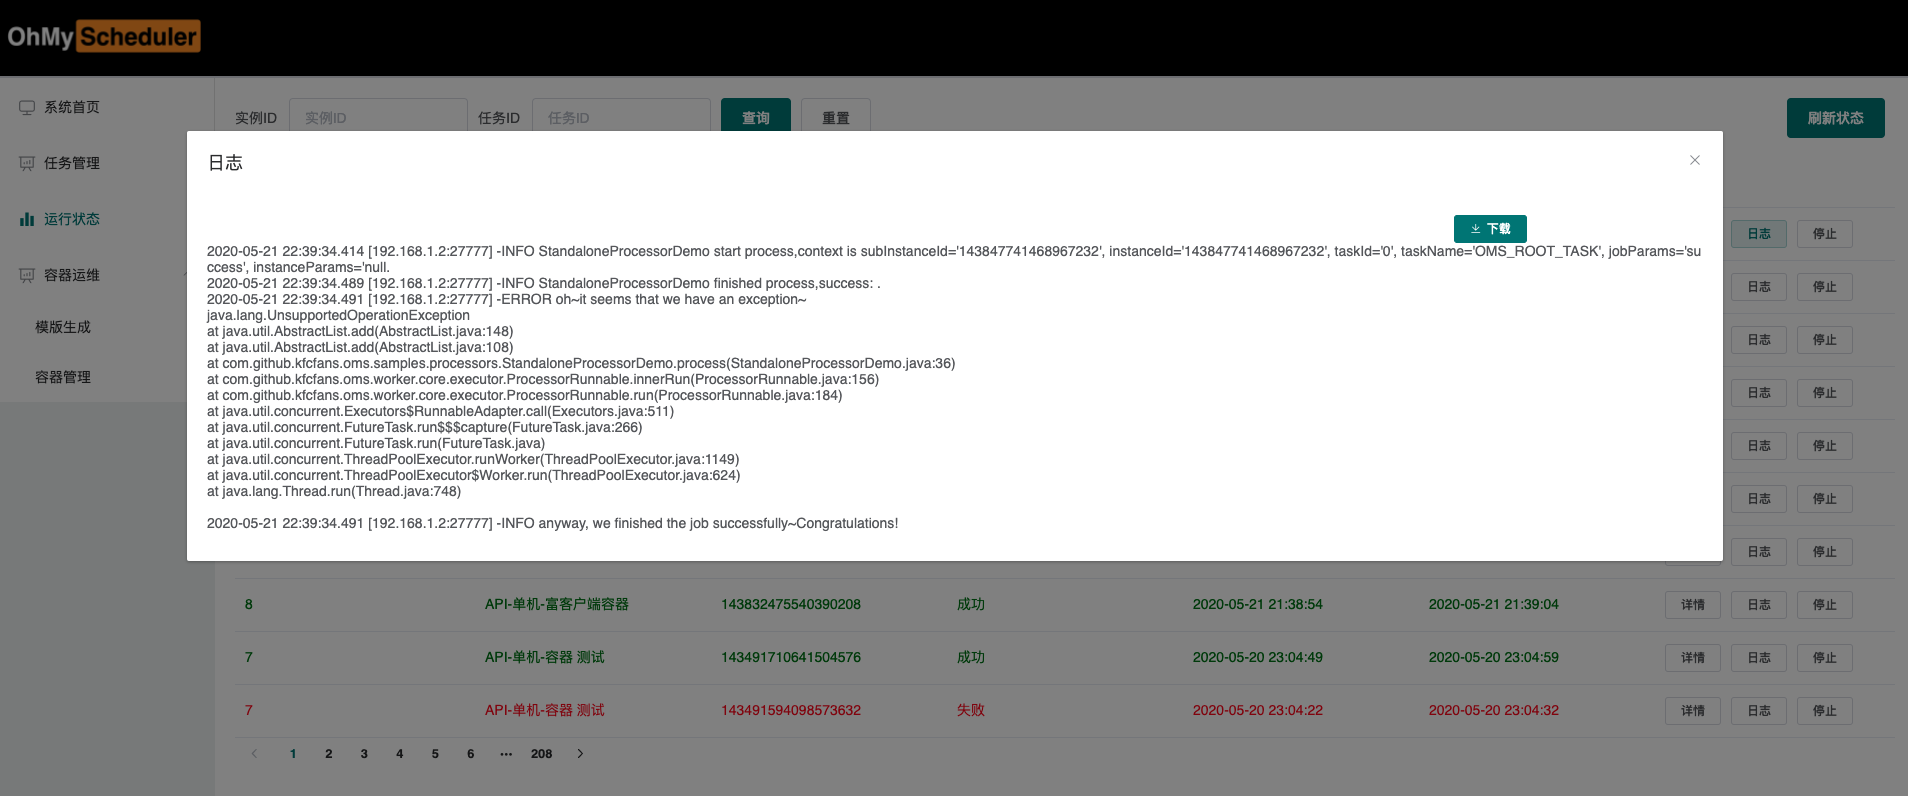 OhMy Scheduler
系统首页
任务管理
运行状态
容器运维
模版生成
容器管理
实例ID 实例ID 任务ID 任务ID 查询 重置 刷新状态
日志
下载
2020-05-21 22:39:34.414 [192.168.1.2:27777] -INFO StandaloneProcessorDemo start process,context is subInstanceId='143847741468967232', instanceId='143847741468967232', taskId='0', taskName='OMS_ROOT_TASK', jobParams='su
ccess', instanceParams='null.
2020-05-21 22:39:34.489 [192.168.1.2:27777] -INFO StandaloneProcessorDemo finished process,success: .
2020-05-21 22:39:34.491 [192.168.1.2:27777] -ERROR oh~it seems that we have an exception~
java.lang.UnsupportedOperationException
at java.util.AbstractList.add(AbstractList.java:148)
at java.util.AbstractList.add(AbstractList.java:108)
at com.github.kfcfans.oms.samples.processors.StandaloneProcessorDemo.process(StandaloneProcessorDemo.java:36)
at com.github.kfcfans.oms.worker.core.executor.ProcessorRunnable.innerRun(ProcessorRunnable.java:156)
at com.github.kfcfans.oms.worker.core.executor.ProcessorRunnable.run(ProcessorRunnable.java:184)
at java.util.concurrent.Executors$RunnableAdapter.call(Executors.java:511)
at java.util.concurrent.FutureTask.run$$$capture(FutureTask.java:266)
at java.util.concurrent.FutureTask.run(FutureTask.java)
at java.util.concurrent.ThreadPoolExecutor.runWorker(ThreadPoolExecutor.java:1149)
at java.util.concurrent.ThreadPoolExecutor$Worker.run(ThreadPoolExecutor.java:624)
at java.lang.Thread.run(Thread.java:748)
2020-05-21 22:39:34.491 [192.168.1.2:27777] -INFO anyway, we finished the job successfully~Congratulations!
日志 停止
日志 停止
日志 停止
日志 停止
日志 停止
日志 停止
日志 停止
8 API-单机-富客户端容器 143832475540390208 成功 2020-05-21 21:38:54 2020-05-21 21:39:04 详情 日志 停止
7 API-单机-容器 测试 143491710641504576 成功 2020-05-20 23:04:49 2020-05-20 23:04:59 详情 日志 停止
7 API-单机-容器 测试 143491594098573632 失败 2020-05-20 23:04:22 2020-05-20 23:04:32 详情 日志 停止
1 2 3 4 5 6 ··· 208